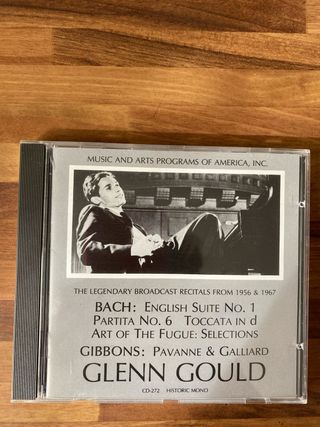 MUSIC AND ARTS PROGRAMS OF AMERICA, INC.
THE LEGENDARY BROADCAST RECITALS FROM 1956 & 1967
BACH: ENGLISH SUITE NO. 1
PARTITA NO. 6 TOCCATA IN d
ART OF THE FUGUE: SELECTIONS
GIBBONS: PAVANNE & GALLIARD
GLENN GOULD
CD-272 HISTORIC MONO